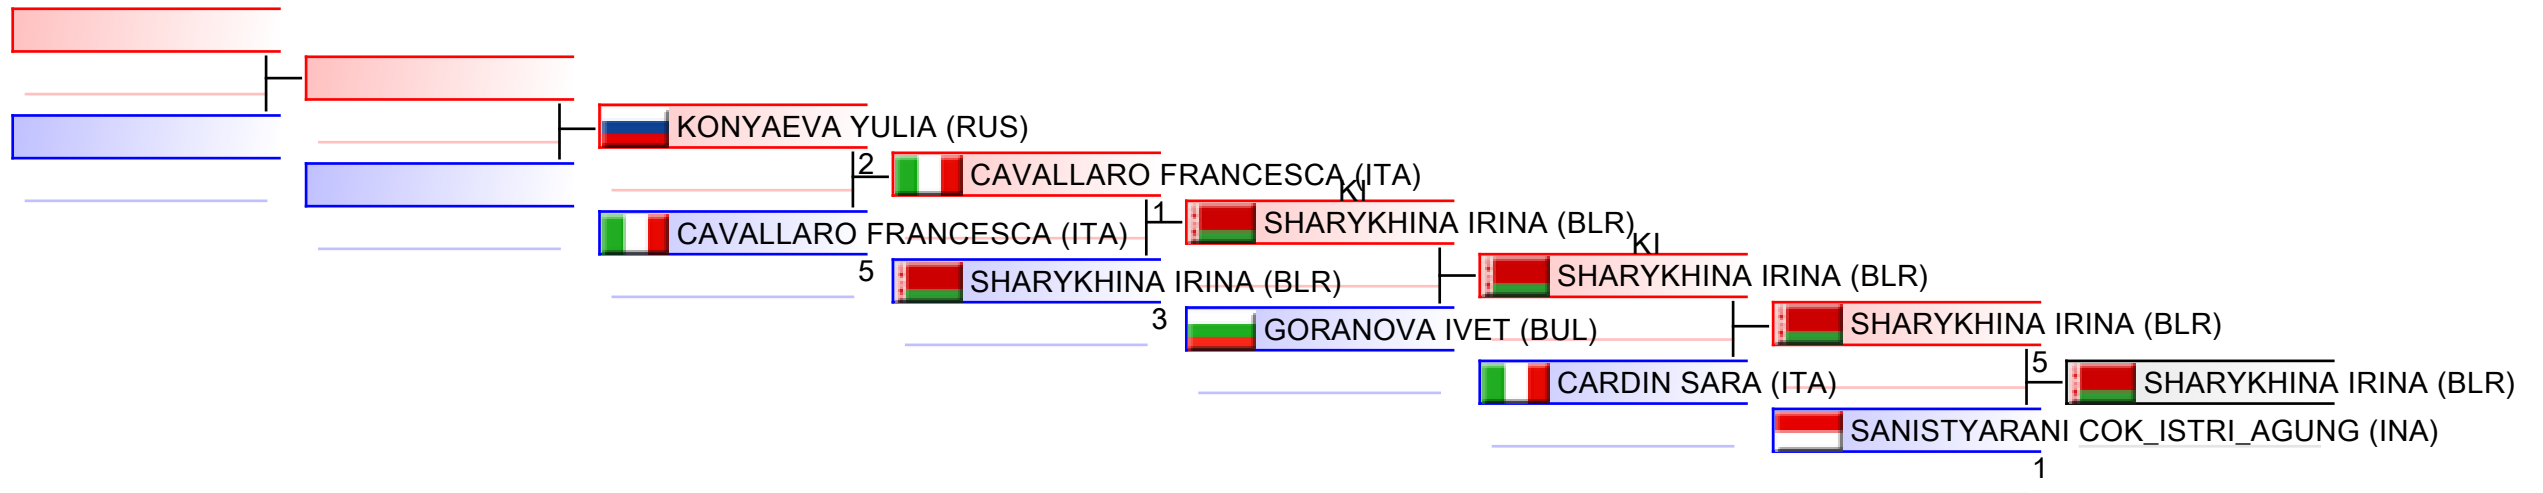 KONYAEVA YULIA (RUS)
2
CAVALLARO FRANCESCA (ITA)
5
CAVALLARO FRANCESCA (ITA)
1
SHARYKHINA IRINA (BLR)
3
KI
SHARYKHINA IRINA (BLR)
GORANOVA IVET (BUL)
KI
SHARYKHINA IRINA (BLR)
CARDIN SARA (ITA)
SHARYKHINA IRINA (BLR)
5
SANISTYARANI COK_ISTRI_AGUNG (INA)
1
SHARYKHINA IRINA (BLR)